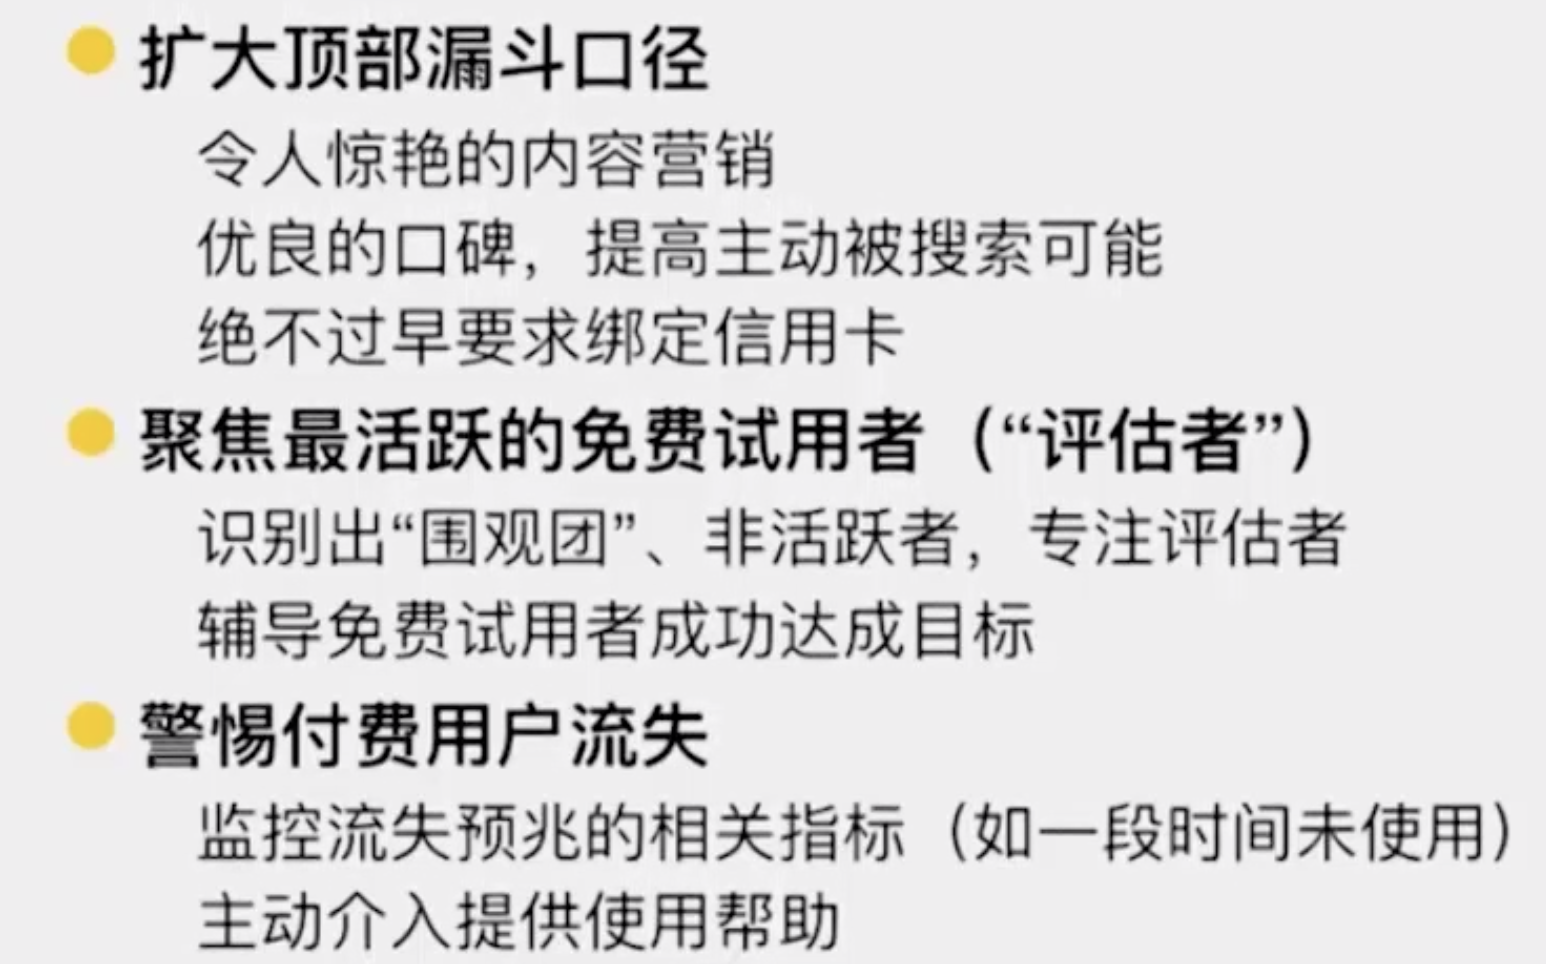 扩大顶部漏斗口径
令人惊艳的内容营销
优良的口碑，提高主动被搜索可能
绝不过早要求绑定信用卡
聚焦最活跃的免费试用者（“评估者”）
识别出“围观团”、非活跃者，专注评估者
辅导免费试用者成功达成目标
警惕付费用户流失
监控流失预兆的相关指标（如一段时间未使用）
主动介入提供使用帮助